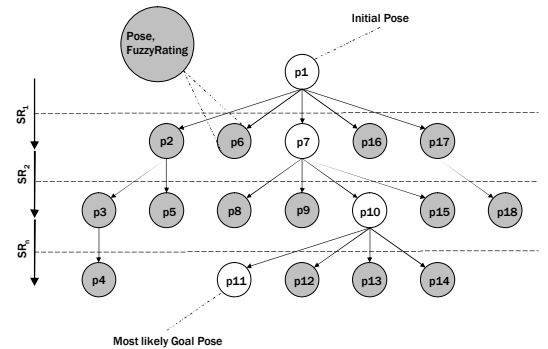 Initial Pose
Pose,
FuzzyRating
p1
SR1
p2
p6
p7
p16
p17
SR2
p3
p5
p8
p9
p10
p15
p18
SRn
p4
p11
p12
p13
p14
Most likely Goal Pose